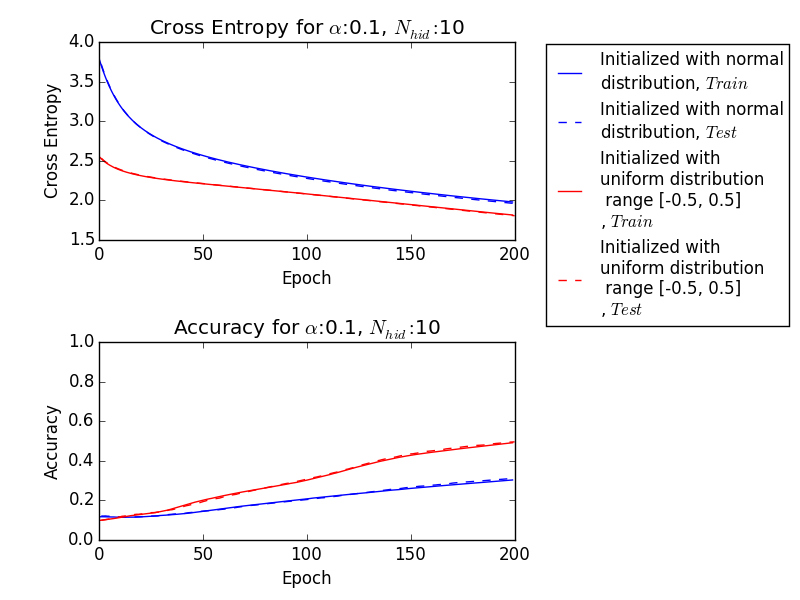 Cross Entropy for α:0.1, N_hid:10
4.0
3.5
3.0
2.5
2.0
1.5
Cross Entropy
0 50 100 150 200
Epoch
Initialized with normal
distribution, Train
Initialized with normal
distribution, Test
Initialized with
uniform distribution
range [-0.5, 0.5]
, Train
Initialized with
uniform distribution
range [-0.5, 0.5]
, Test
Accuracy for α:0.1, N_hid:10
1.0
0.8
0.6
0.4
0.2
0.0
Accuracy
0 50 100 150 200
Epoch